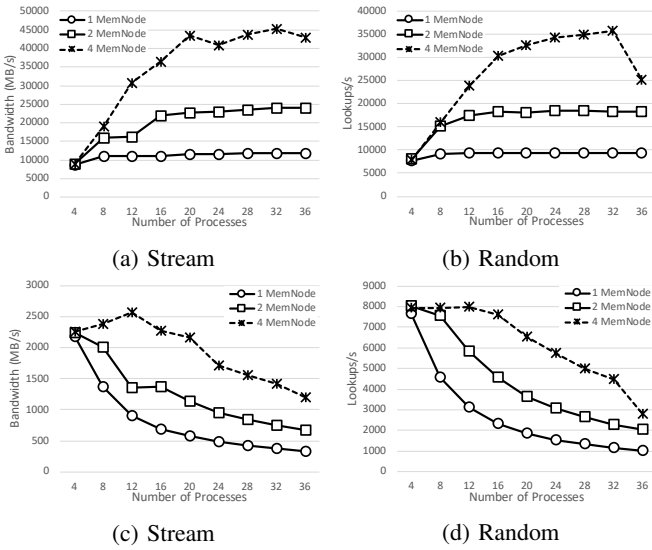 50000
45000
40000
35000
30000
25000
20000
15000
10000
5000
0
Bandwidth (MB/s)
1 MemNode
2 MemNode
4 MemNode
4 8 12 16 20 24 28 32 36
Number of Processes
(a) Stream
40000
35000
30000
25000
20000
15000
10000
5000
0
Lookups/s
1 MemNode
2 MemNode
4 MemNode
4 8 12 16 20 24 28 32 36
Number of Processes
(b) Random
3000
2500
2000
1500
1000
500
0
Bandwidth (MB/s)
1 MemNode
2 MemNode
4 MemNode
4 8 12 16 20 24 28 32 36
Number of Processes
(c) Stream
9000
8000
7000
6000
5000
4000
3000
2000
1000
0
Lookups/s
1 MemNode
2 MemNode
4 MemNode
4 8 12 16 20 24 28 32 36
Number of Processes
(d) Random